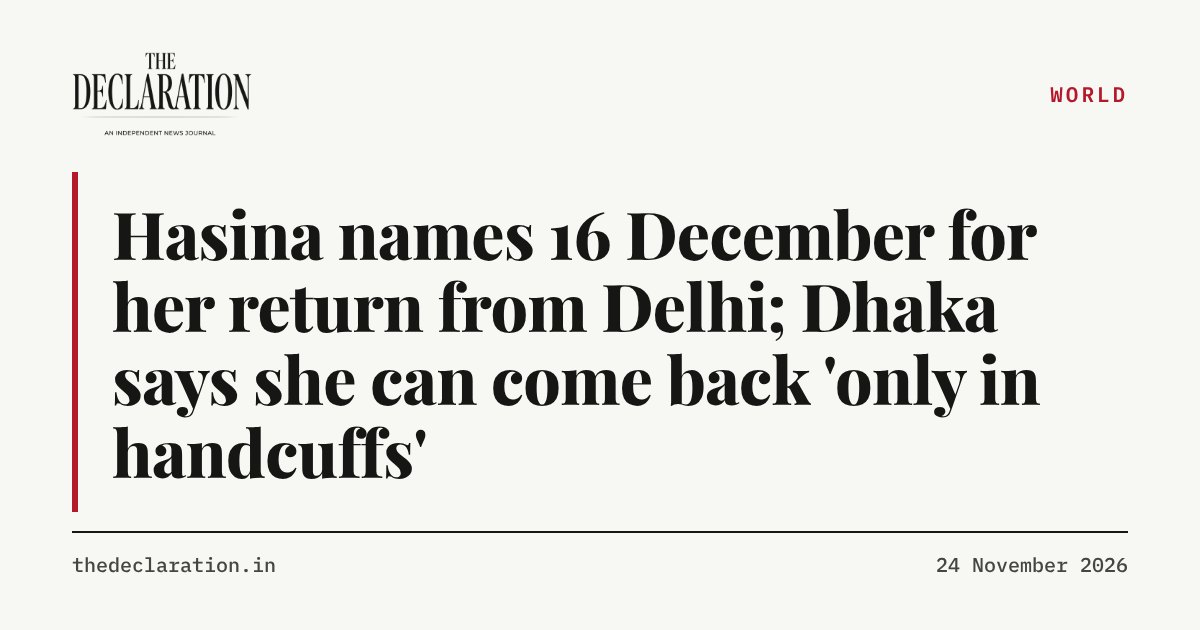 THE
DECLARATION
AN INDEPENDENT NEWS JOURNAL
WORLD
Hasina names 16 December for
her return from Delhi; Dhaka
says she can come back 'only in
handcuffs'
thedeclaration.in
24 November 2026